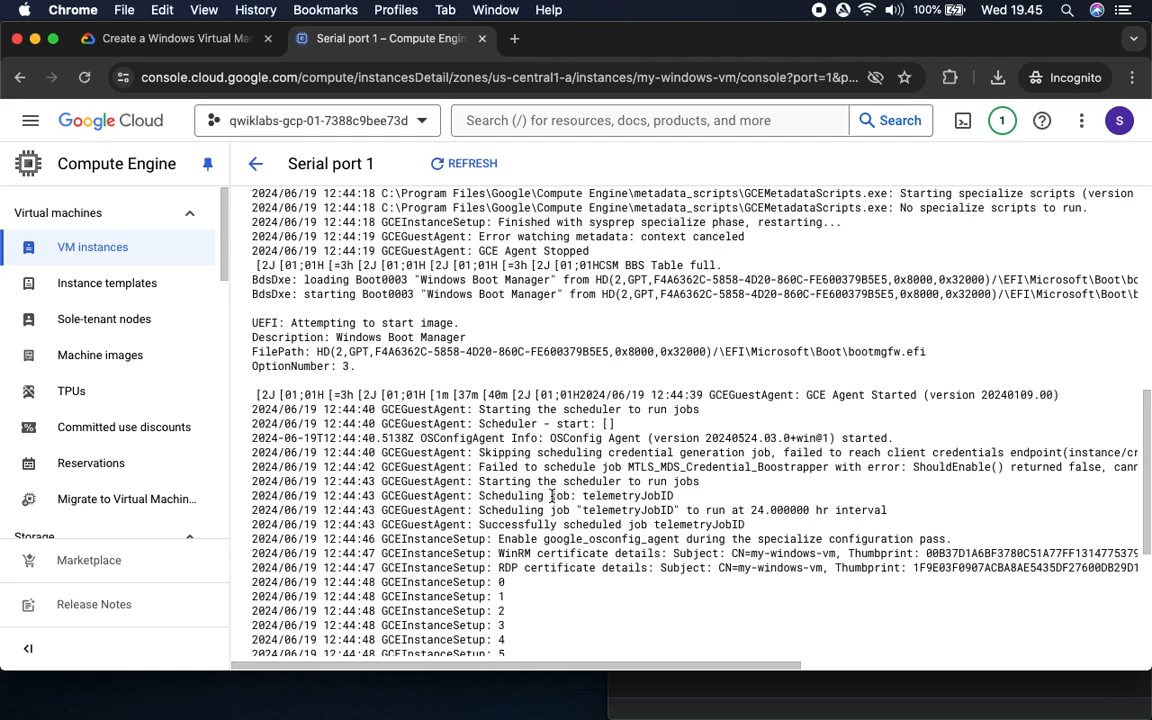 Chrome File Edit View History Bookmarks Profiles Tab Window Help 100% Wed 19.45
Create a Windows Virtual Ma
Serial port 1 – Compute Engin
console.cloud.google.com/compute/instancesDetail/zones/us-central1-a/instances/my-windows-vm/console?port=1&p...
Incognito
Google Cloud
qwiklabs-gcp-01-7388c9bee73d
Search (/) for resources, docs, products, and more
Search
1
S
Compute Engine
Serial port 1
REFRESH
Virtual machines
VM instances
Instance templates
Sole-tenant nodes
Machine images
TPUs
Committed use discounts
Reservations
Migrate to Virtual Machin...
Storage
Marketplace
Release Notes
2024/06/19 12:44:18 C:\Program Files\Google\Compute Engine\metadata_scripts\GCEMetadataScripts.exe: Starting specialize scripts (version
2024/06/19 12:44:18 C:\Program Files\Google\Compute Engine\metadata_scripts\GCEMetadataScripts.exe: No specialize scripts to run.
2024/06/19 12:44:18 GCEInstanceSetup: Finished with sysprep specialize phase, restarting...
2024/06/19 12:44:19 GCEGuestAgent: Error watching metadata: context canceled
2024/06/19 12:44:19 GCEGuestAgent: GCE Agent Stopped
[2J[01;01H[=3h[2J[01;01H[2J[01;01H[=3h[2J[01;01HCSM BBS Table full.
BdsDxe: loading Boot0003 "Windows Boot Manager" from HD(2,GPT,F4A6362C-5858-4D20-860C-FE600379B5E5,0x8000,0x32000)/\EFI\Microsoft\Boot\bo
BdsDxe: starting Boot0003 "Windows Boot Manager" from HD(2,GPT,F4A6362C-5858-4D20-860C-FE600379B5E5,0x8000,0x32000)/\EFI\Microsoft\Boot\b
UEFI: Attempting to start image.
Description: Windows Boot Manager
FilePath: HD(2,GPT,F4A6362C-5858-4D20-860C-FE600379B5E5,0x8000,0x32000)/\EFI\Microsoft\Boot\bootmgfw.efi
OptionNumber: 3.
[2J[01;01H[=3h[2J[01;01H[1m[37m[40m[2J[01;01H2024/06/19 12:44:39 GCEGuestAgent: GCE Agent Started (version 20240109.00)
2024/06/19 12:44:40 GCEGuestAgent: Starting the scheduler to run jobs
2024/06/19 12:44:40 GCEGuestAgent: Scheduler - start: []
2024-06-19T12:44:40.5138Z OSConfigAgent Info: OSConfig Agent (version 20240524.03.0+win@1) started.
2024/06/19 12:44:40 GCEGuestAgent: Skipping scheduling credential generation job, failed to reach client credentials endpoint(instance/cr
2024/06/19 12:44:42 GCEGuestAgent: Failed to schedule job MTLS_MDS_Credential_Boostrapper with error: ShouldEnable() returned false, cann
2024/06/19 12:44:43 GCEGuestAgent: Starting the scheduler to run jobs
2024/06/19 12:44:43 GCEGuestAgent: Scheduling job: telemetryJobID
2024/06/19 12:44:43 GCEGuestAgent: Scheduling job "telemetryJobID" to run at 24.000000 hr interval
2024/06/19 12:44:43 GCEGuestAgent: Successfully scheduled job telemetryJobID
2024/06/19 12:44:46 GCEInstanceSetup: Enable google_osconfig_agent during the specialize configuration pass.
2024/06/19 12:44:47 GCEInstanceSetup: WinRM certificate details: Subject: CN=my-windows-vm, Thumbprint: 00B37D1A6BF3780C51A77FF1314775379
2024/06/19 12:44:47 GCEInstanceSetup: RDP certificate details: Subject: CN=my-windows-vm, Thumbprint: 1F9E03F0907ACBA8AE5435DF27600DB29D1
2024/06/19 12:44:48 GCEInstanceSetup: 0
2024/06/19 12:44:48 GCEInstanceSetup: 1
2024/06/19 12:44:48 GCEInstanceSetup: 2
2024/06/19 12:44:48 GCEInstanceSetup: 3
2024/06/19 12:44:48 GCEInstanceSetup: 4
2024/06/19 12:44:48 GCEInstanceSetup: 5